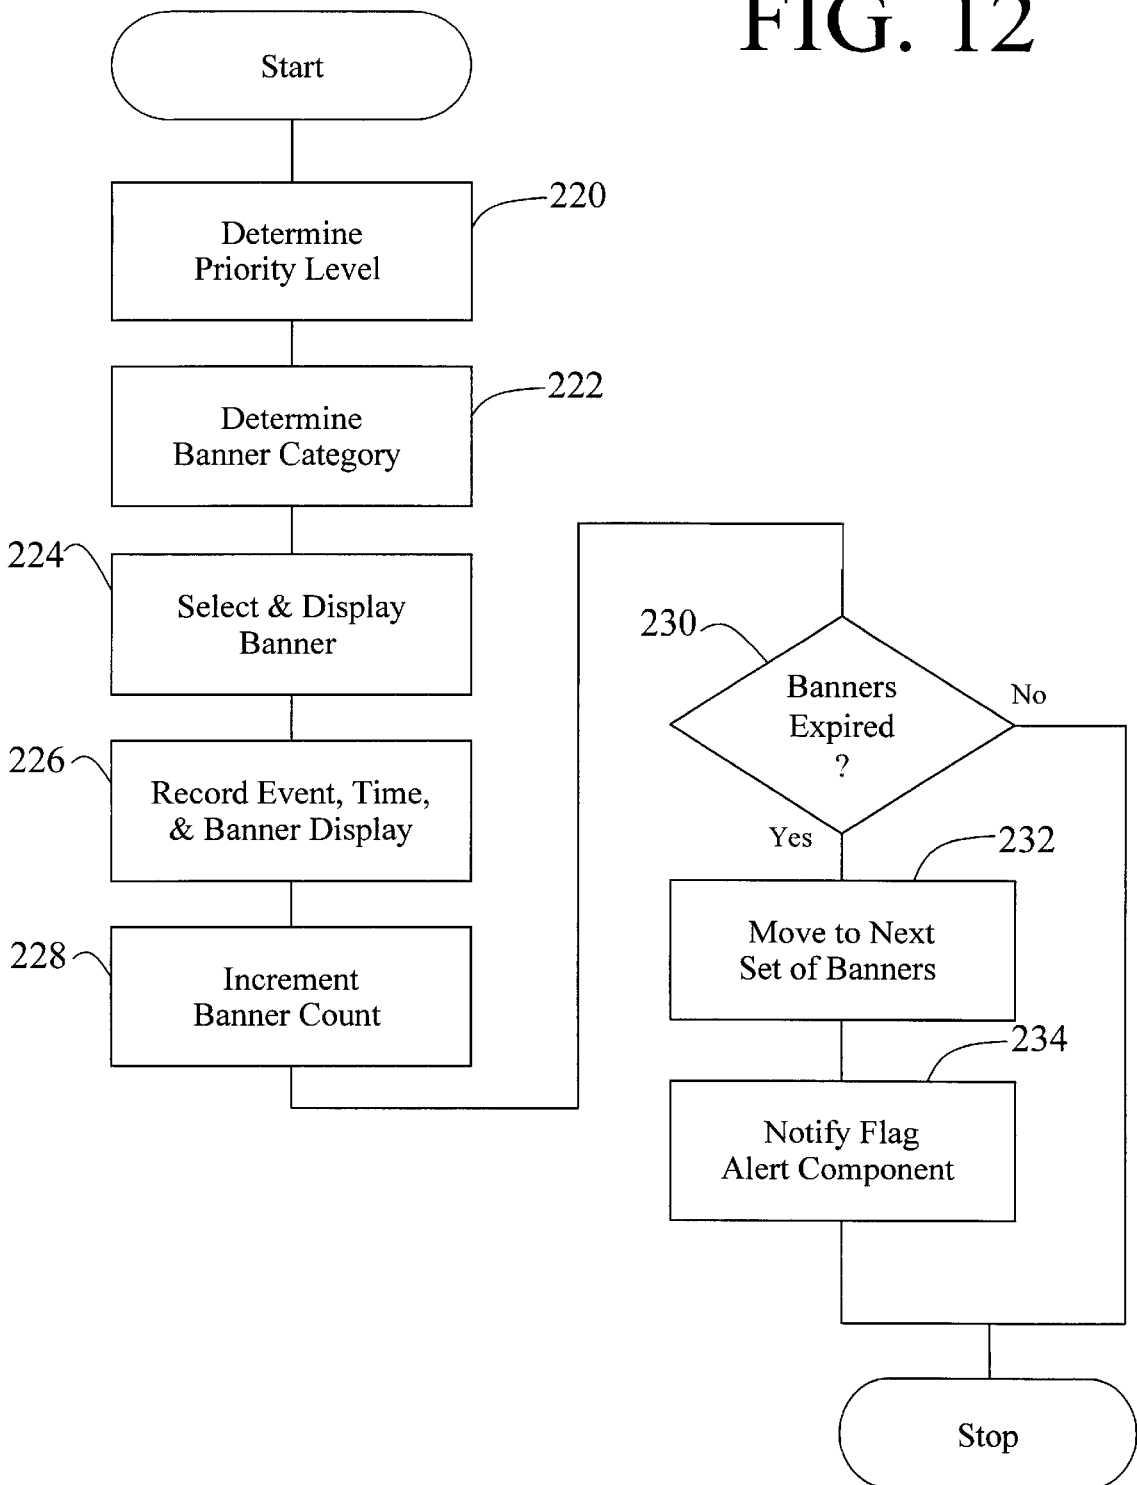 FIG. 12
Start
220
Determine
Priority Level
222
Determine
Banner Category
224
Select & Display
Banner
226
Record Event, Time,
& Banner Display
228
Increment
Banner Count
230
Banners
Expired
?
No
Yes
232
Move to Next
Set of Banners
234
Notify Flag
Alert Component
Stop